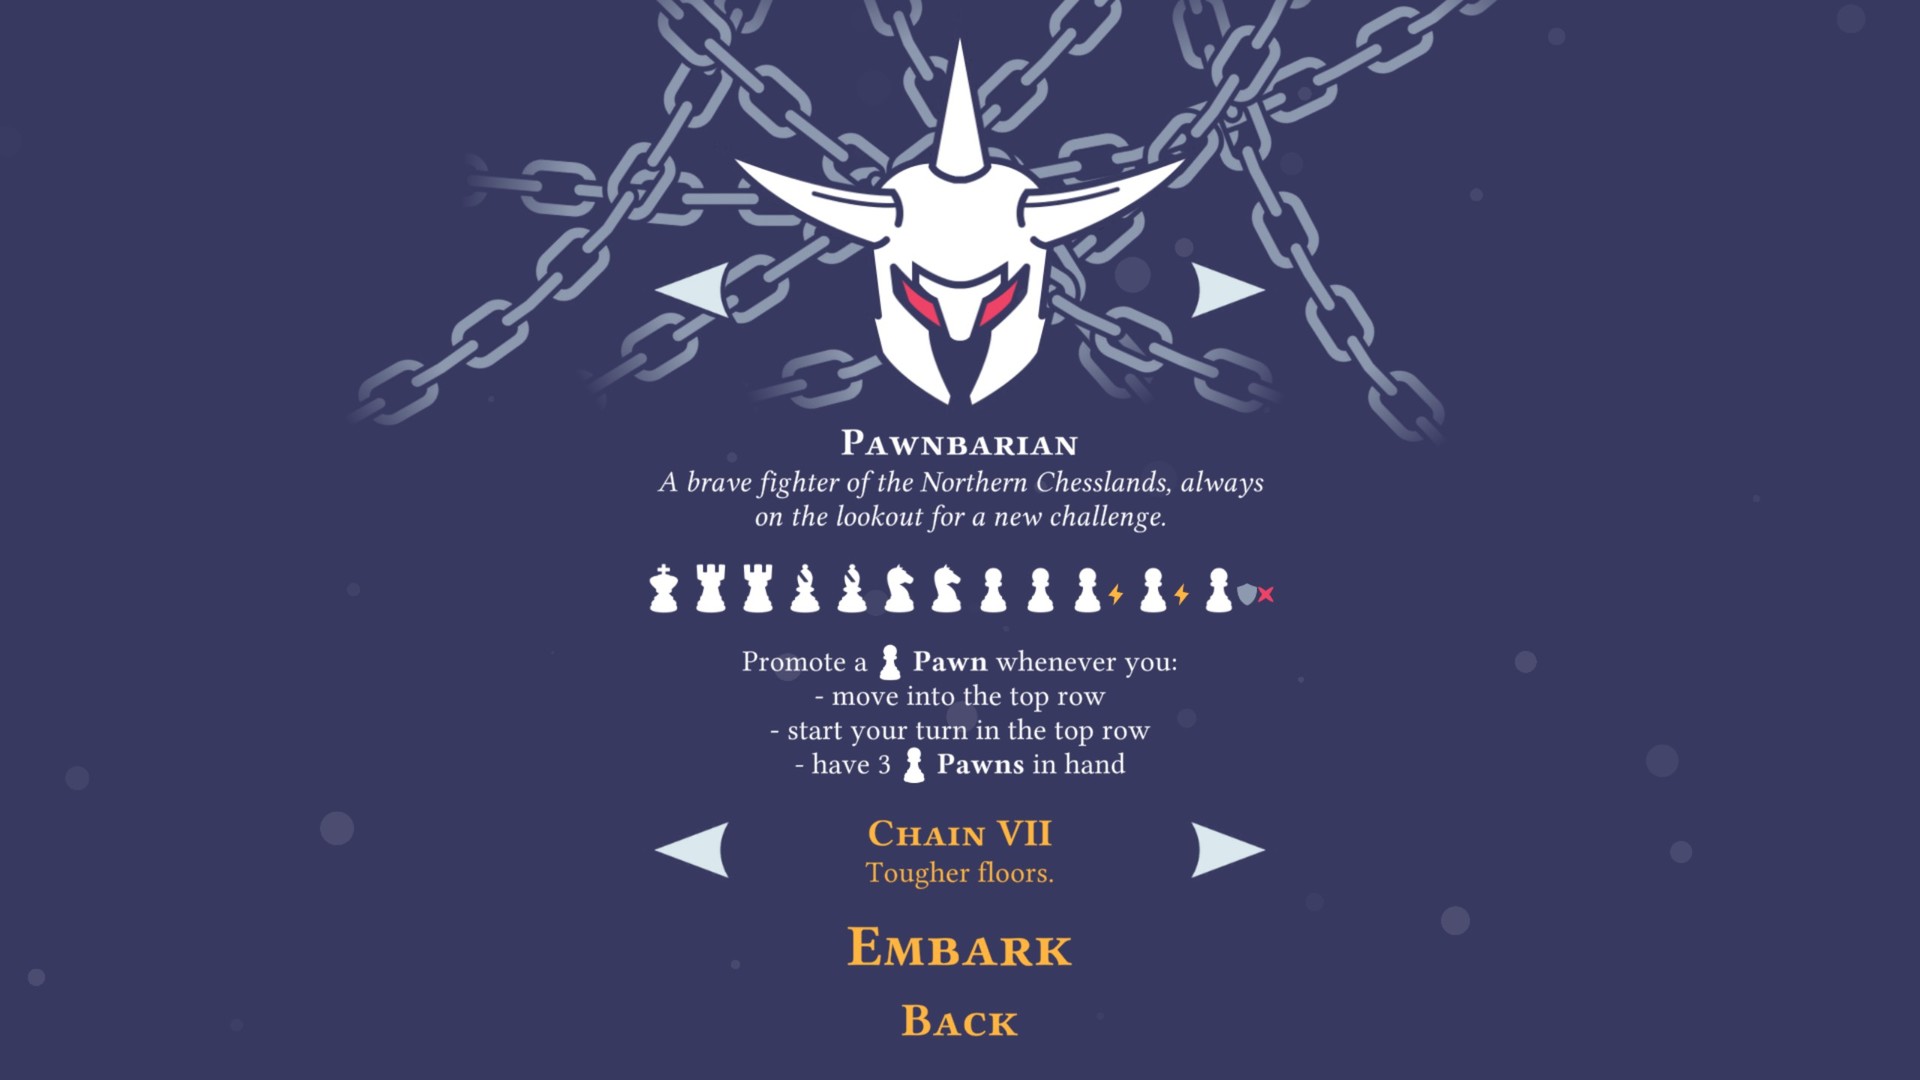 Pawnbarian
A brave fighter of the Northern Chesslands, always
on the lookout for a new challenge.
Promote a Pawn whenever you:
- move into the top row
- start your turn in the top row
- have 3 Pawns in hand
Chain VII
Tougher floors.
Embark
Back